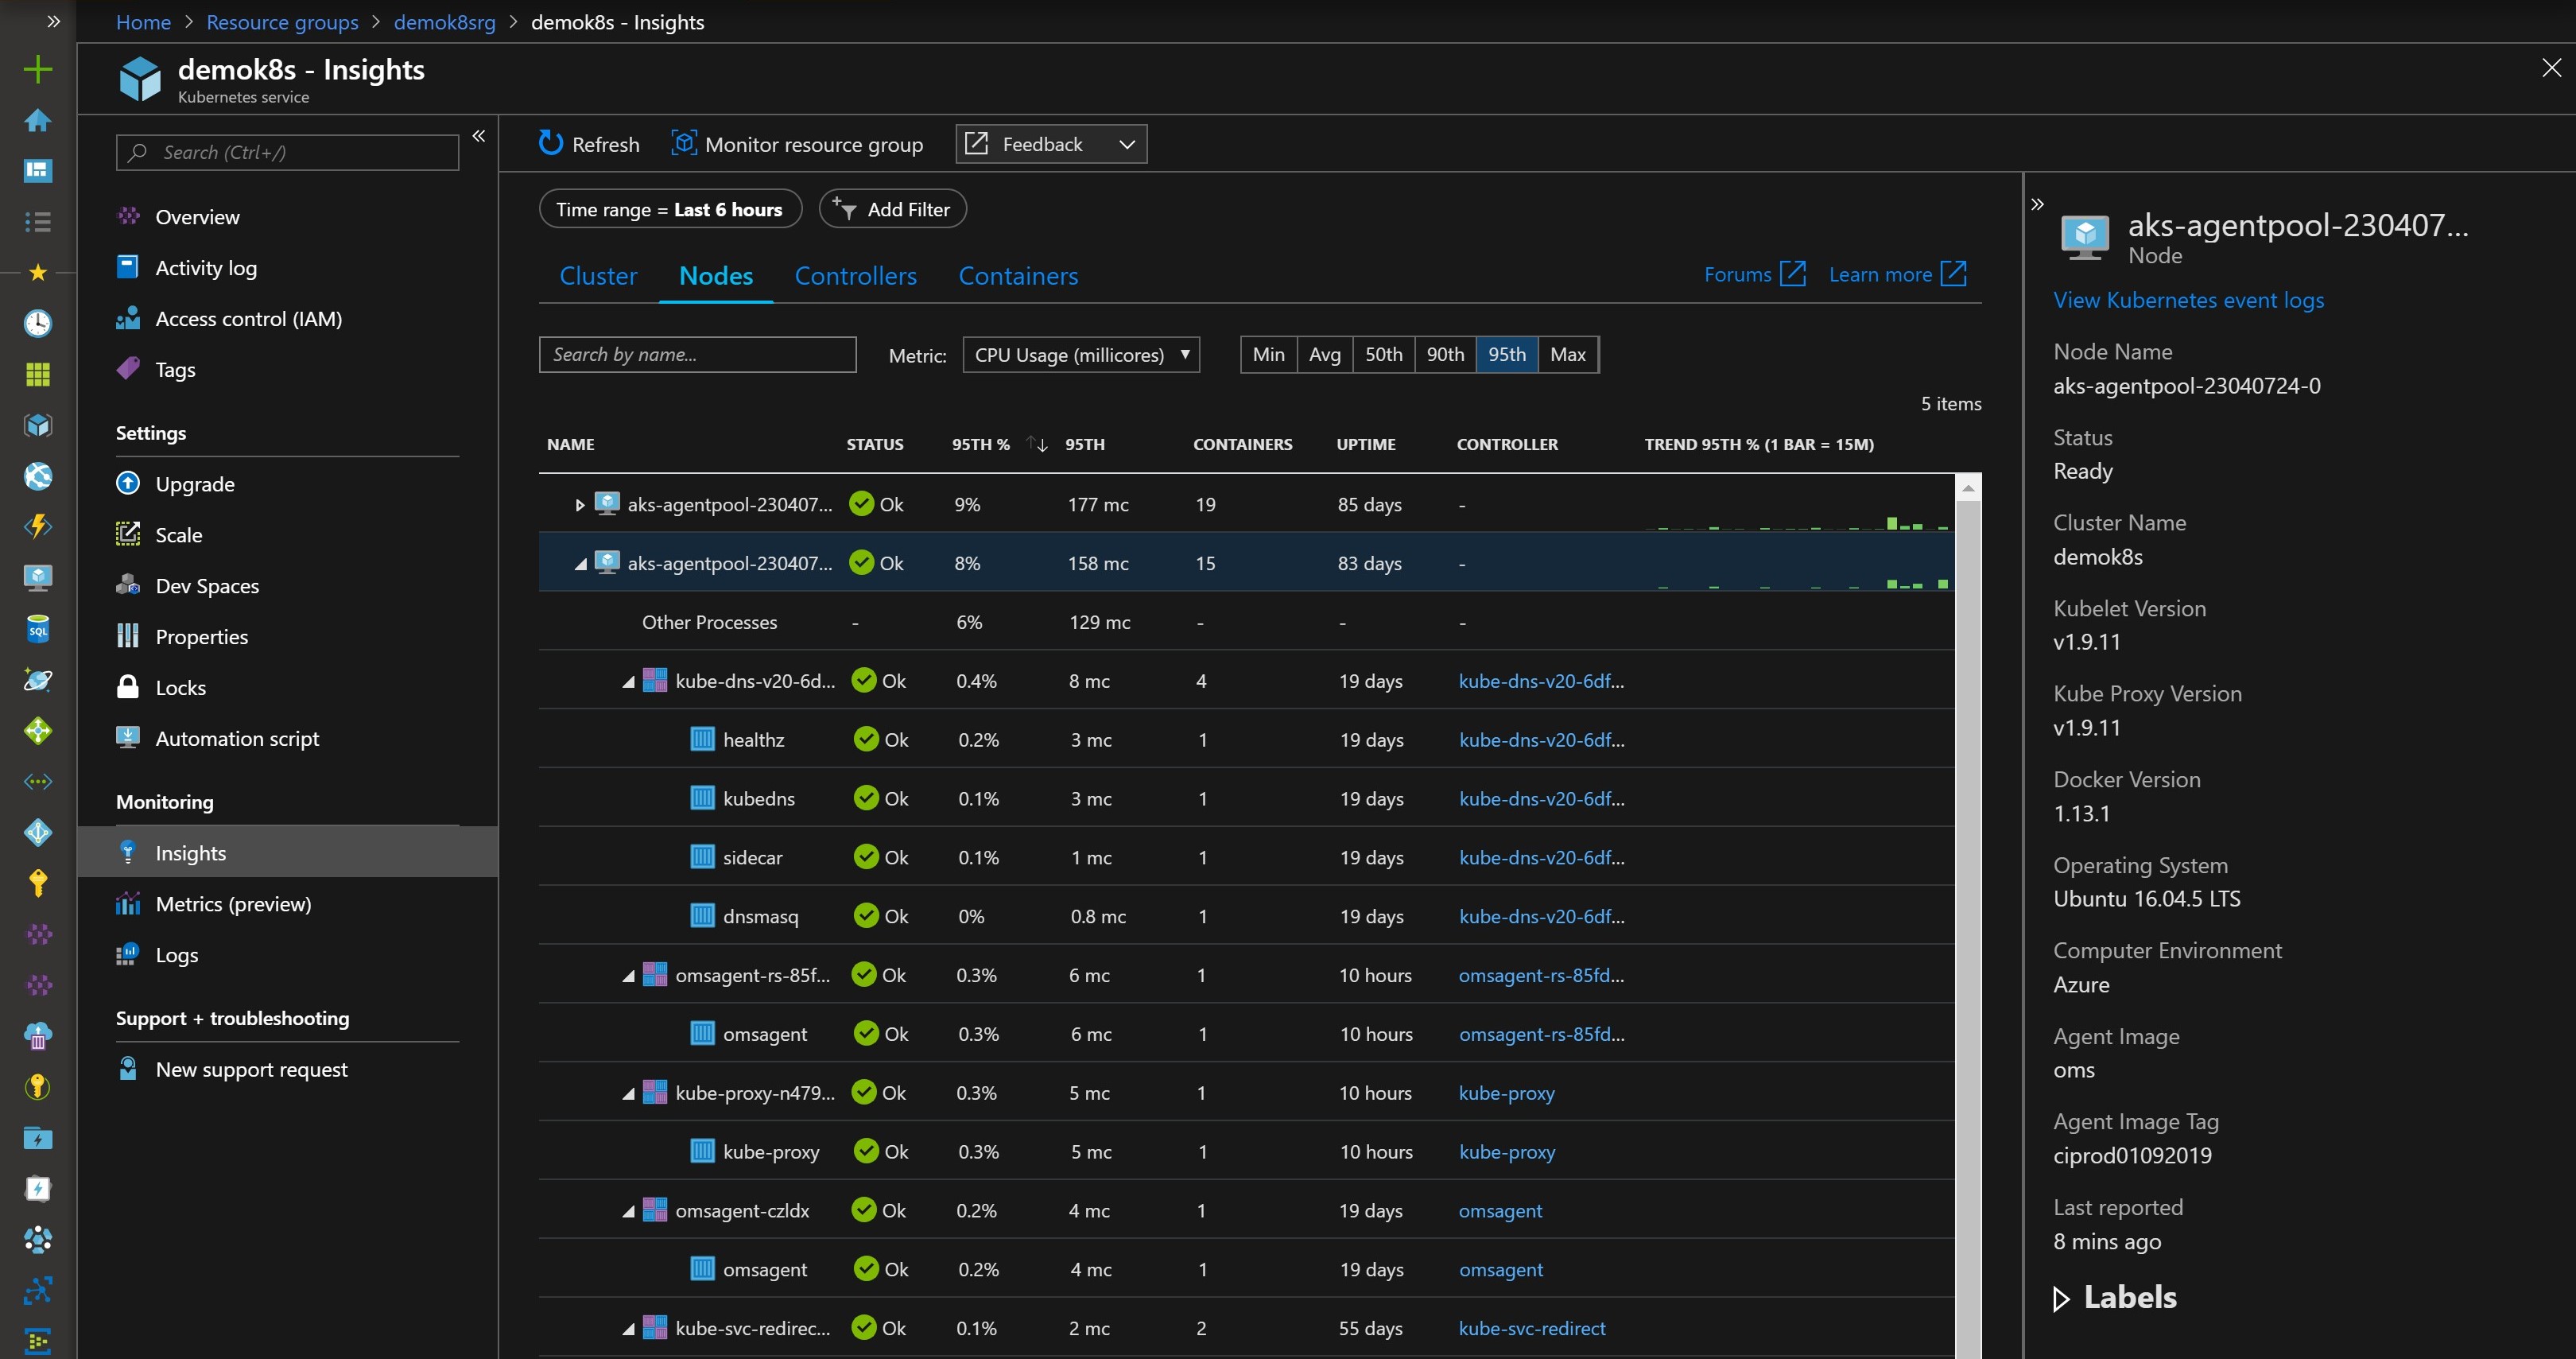 Home > Resource groups > demok8srg > demok8s - Insights
demok8s - Insights
Kubernetes service
Search (Ctrl+/)
Overview
Activity log
Access control (IAM)
Tags
Settings
Upgrade
Scale
Dev Spaces
Properties
Locks
Automation script
Monitoring
Insights
Metrics (preview)
Logs
Support + troubleshooting
New support request
Refresh Monitor resource group Feedback
Time range = Last 6 hours Add Filter
Cluster Nodes Controllers Containers Forums Learn more
Search by name... Metric: CPU Usage (millicores) Min Avg 50th 90th 95th Max
5 items
NAME STATUS 95TH % 95TH CONTAINERS UPTIME CONTROLLER TREND 95TH % (1 BAR = 15M)
aks-agentpool-230407... Ok 9% 177 mc 19 85 days -
aks-agentpool-230407... Ok 8% 158 mc 15 83 days -
Other Processes - 6% 129 mc - - -
kube-dns-v20-6d... Ok 0.4% 8 mc 4 19 days kube-dns-v20-6df...
healthz Ok 0.2% 3 mc 1 19 days kube-dns-v20-6df...
kubedns Ok 0.1% 3 mc 1 19 days kube-dns-v20-6df...
sidecar Ok 0.1% 1 mc 1 19 days kube-dns-v20-6df...
dnsmasq Ok 0% 0.8 mc 1 19 days kube-dns-v20-6df...
omsagent-rs-85f... Ok 0.3% 6 mc 1 10 hours omsagent-rs-85fd...
omsagent Ok 0.3% 6 mc 1 10 hours omsagent-rs-85fd...
kube-proxy-n479... Ok 0.3% 5 mc 1 10 hours kube-proxy
kube-proxy Ok 0.3% 5 mc 1 10 hours kube-proxy
omsagent-czldx Ok 0.2% 4 mc 1 19 days omsagent
omsagent Ok 0.2% 4 mc 1 19 days omsagent
kube-svc-redirec... Ok 0.1% 2 mc 2 55 days kube-svc-redirect
aks-agentpool-230407...
Node
View Kubernetes event logs
Node Name
aks-agentpool-23040724-0
Status
Ready
Cluster Name
demok8s
Kubelet Version
v1.9.11
Kube Proxy Version
v1.9.11
Docker Version
1.13.1
Operating System
Ubuntu 16.04.5 LTS
Computer Environment
Azure
Agent Image
oms
Agent Image Tag
ciprod01092019
Last reported
8 mins ago
Labels
SQL